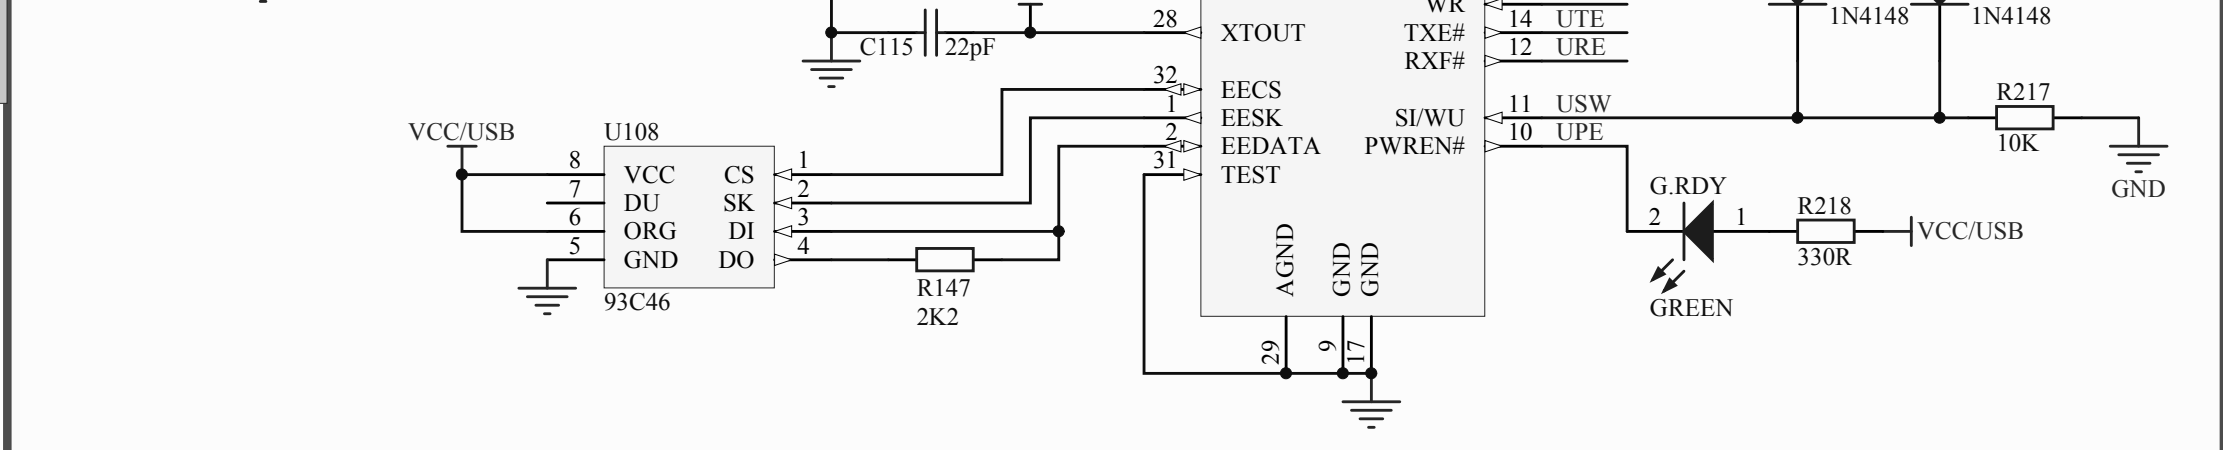 WR
28 XTOUT TXE# 14 UTE
C115 22pF
RXF# 12 URE
1N4148 1N4148
32 EECS
1 EESK SI/WU 11 USW
R217
10K
GND
2 EEDATA PWREN# 10 UPE
31 TEST
VCC/USB
U108
8 VCC CS 1
7 DU SK 2
6 ORG DI 3
5 GND DO 4
93C46
R147
2K2
AGND GND GND
29 9 17
G.RDY
2 1
GREEN
R218
330R
VCC/USB